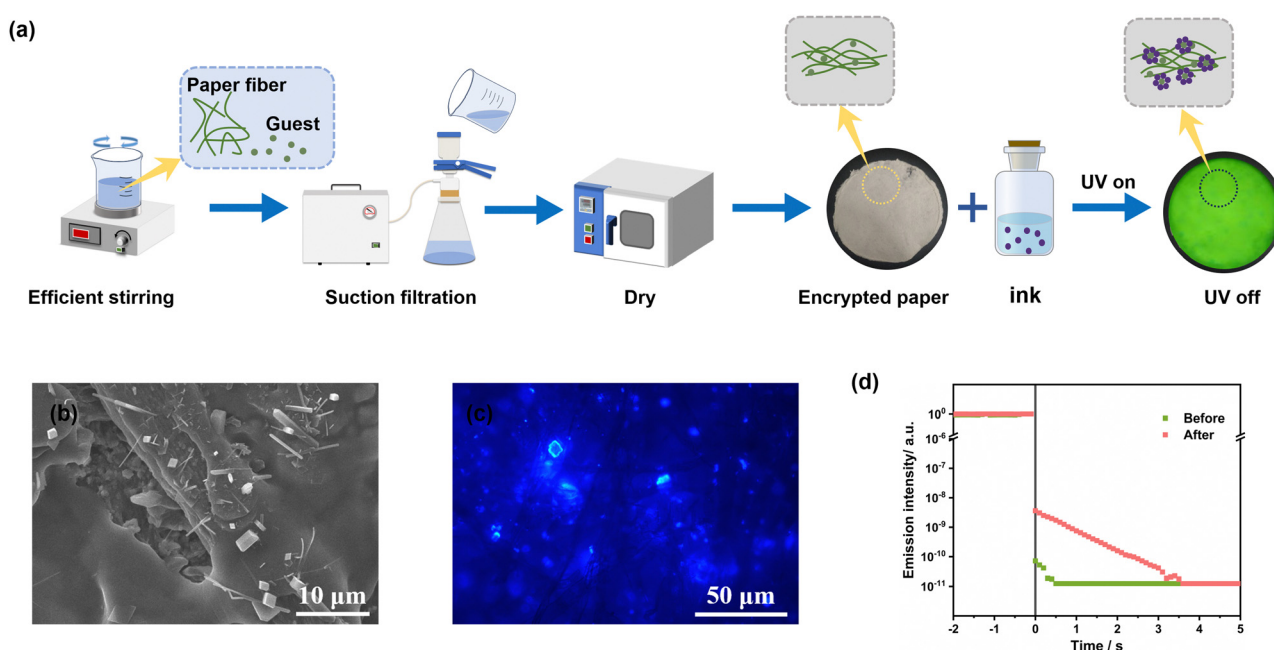 (a)
Paper fiber
Guest
UV on
Efficient stirring
Suction filtration
Dry
Encrypted paper
ink
UV off
(b)
10 μm
(c)
50 μm
(d)
Emission intensity/ a.u.
10⁰
10⁻⁶
10⁻⁷
10⁻⁸
10⁻⁹
10⁻¹⁰
10⁻¹¹
Before
After
-2 -1 0 1 2 3 4 5
Time / s